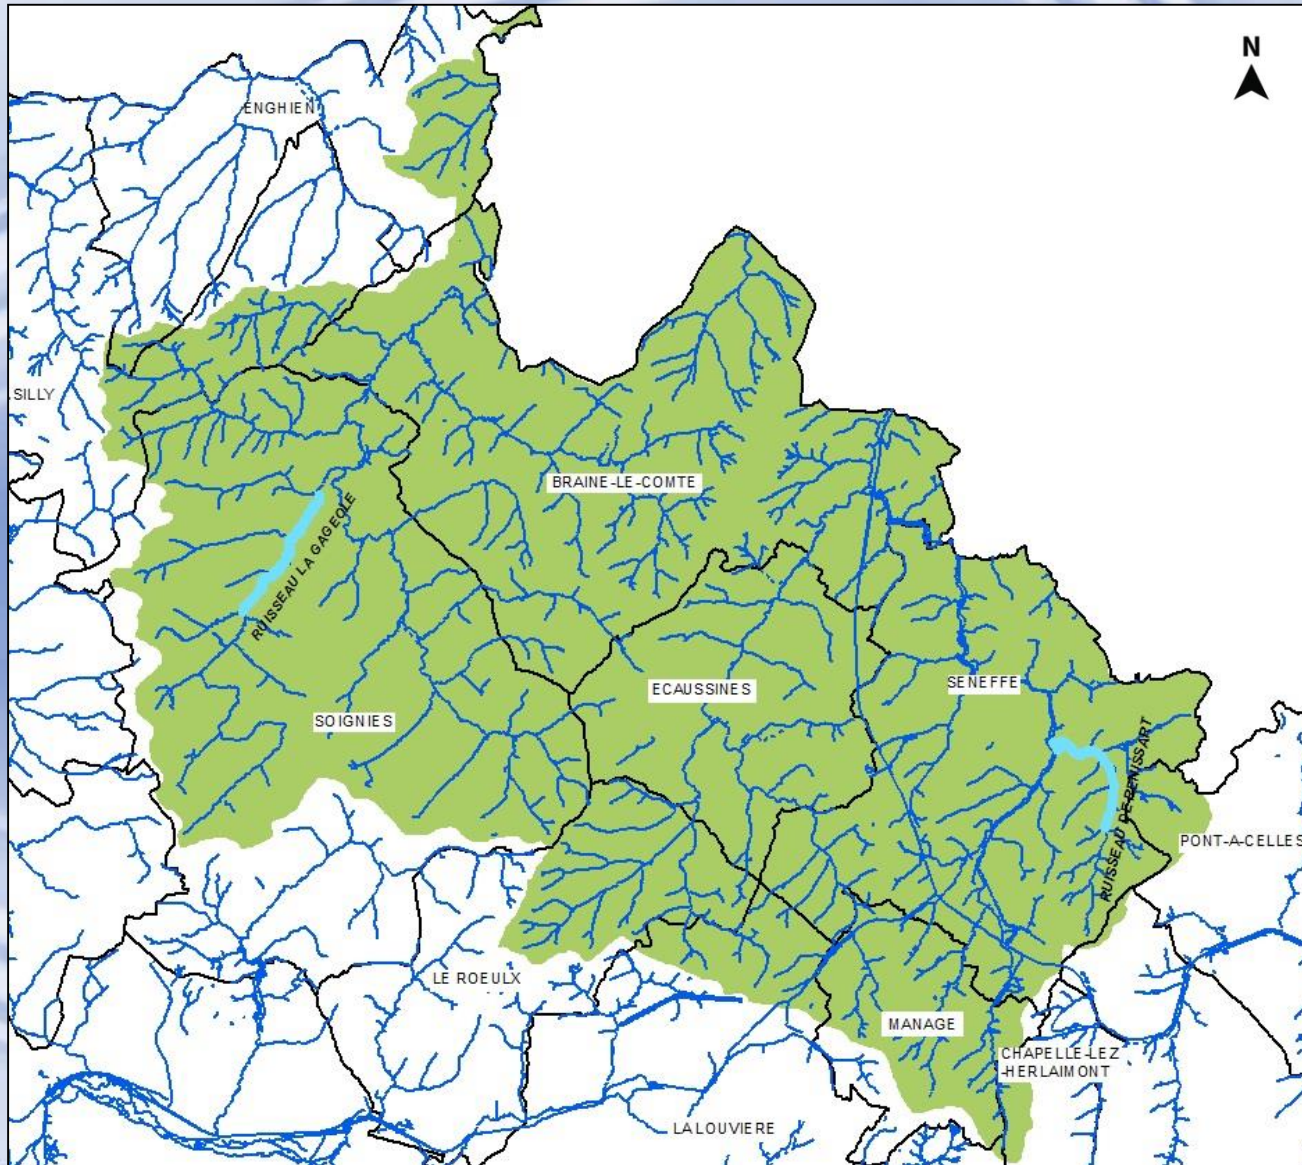 N
ENGHIEN
SILLY
BRAINE-LE-COMTE
RUISSEAU LA GAGEOLE
ECAUSSINES
SENEFFE
SOIGNIES
RUISSEAU DE RENISSART
PONT-A-CELLES
LE ROEULX
MANAGE
CHAPELLE-LEZ
-HERLAIMONT
LA LOUVIERE